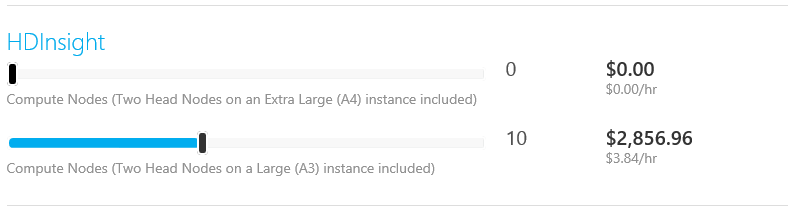 HDInsight
0 $0.00
$0.00/hr
Compute Nodes (Two Head Nodes on an Extra Large (A4) instance included)
10 $2,856.96
$3.84/hr
Compute Nodes (Two Head Nodes on a Large (A3) instance included)